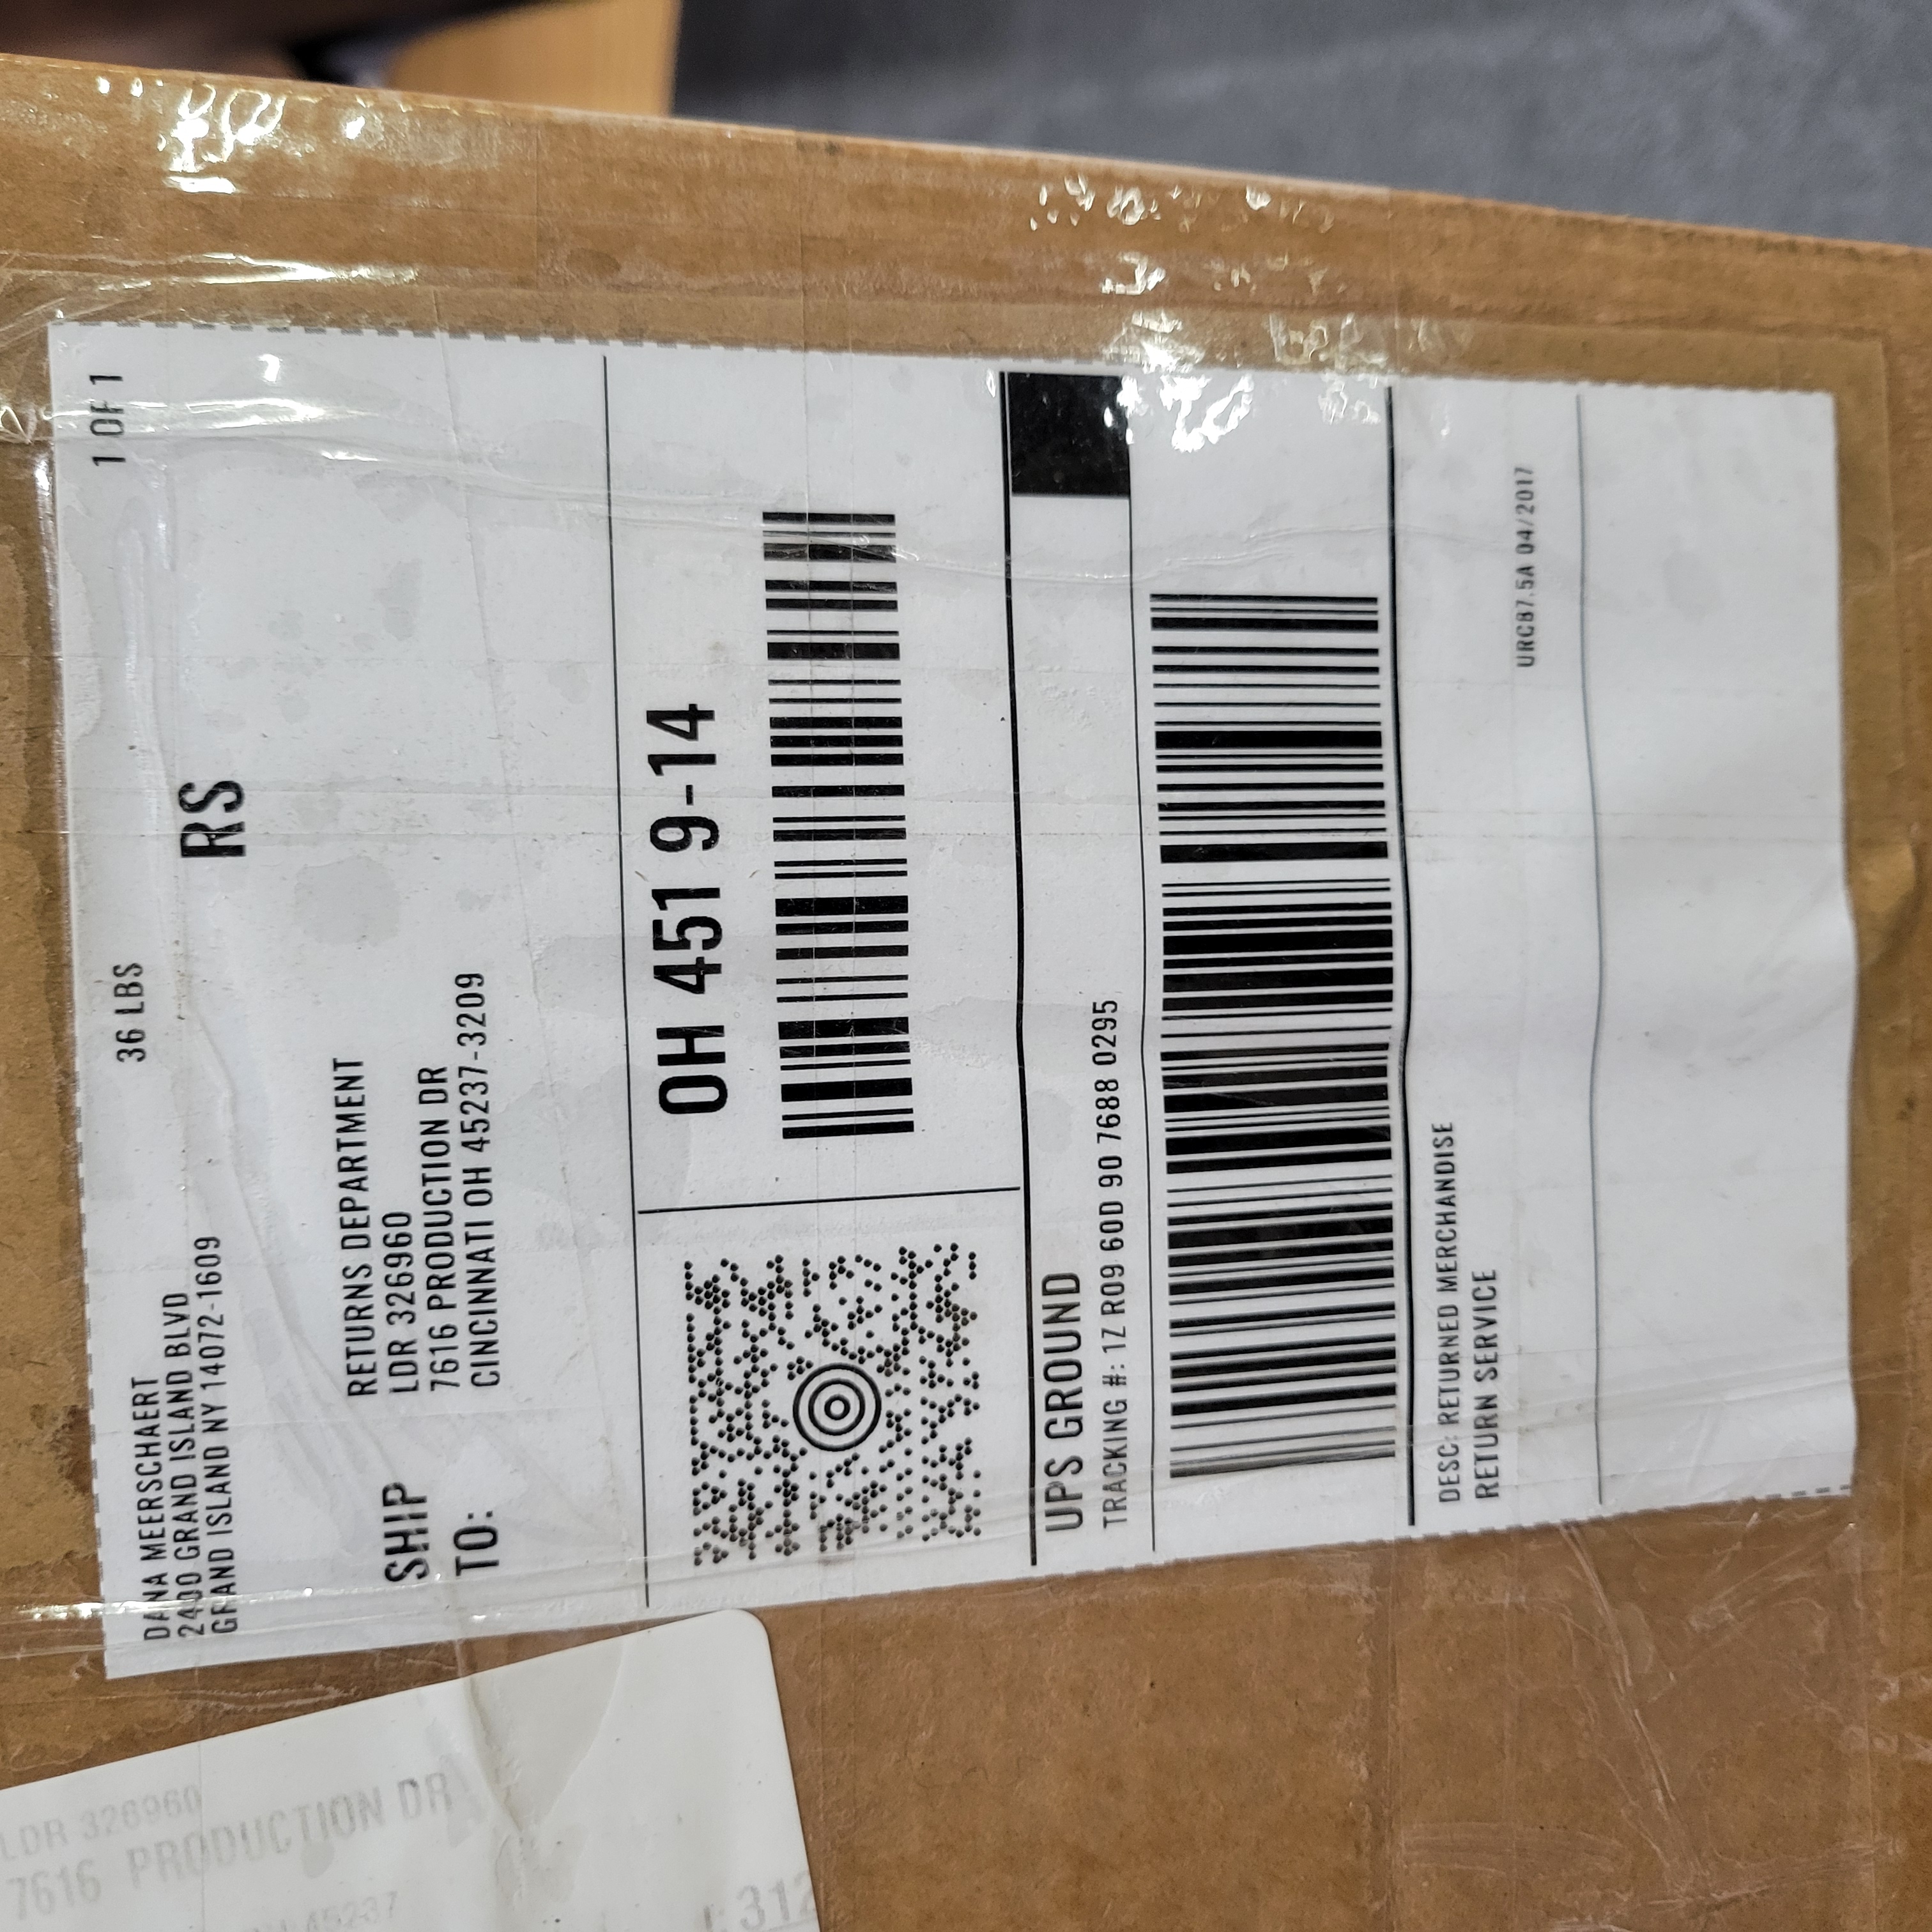 DANA MEERSCHAERT
2400 GRAND ISLAND BLVD
GRAND ISLAND NY 14072-1609
36 LBS
1 OF 1
RS
SHIP
TO:
RETURNS DEPARTMENT
LDR 326960
7616 PRODUCTION DR
CINCINNATI OH 45237-3209
OH 451 9-14
UPS GROUND
TRACKING #: 1Z R09 60D 90 7688 0295
DESC: RETURNED MERCHANDISE
RETURN SERVICE
URC87.5A 04/2017
LDR 326960
7616 PRODUCTION DR
45237
312